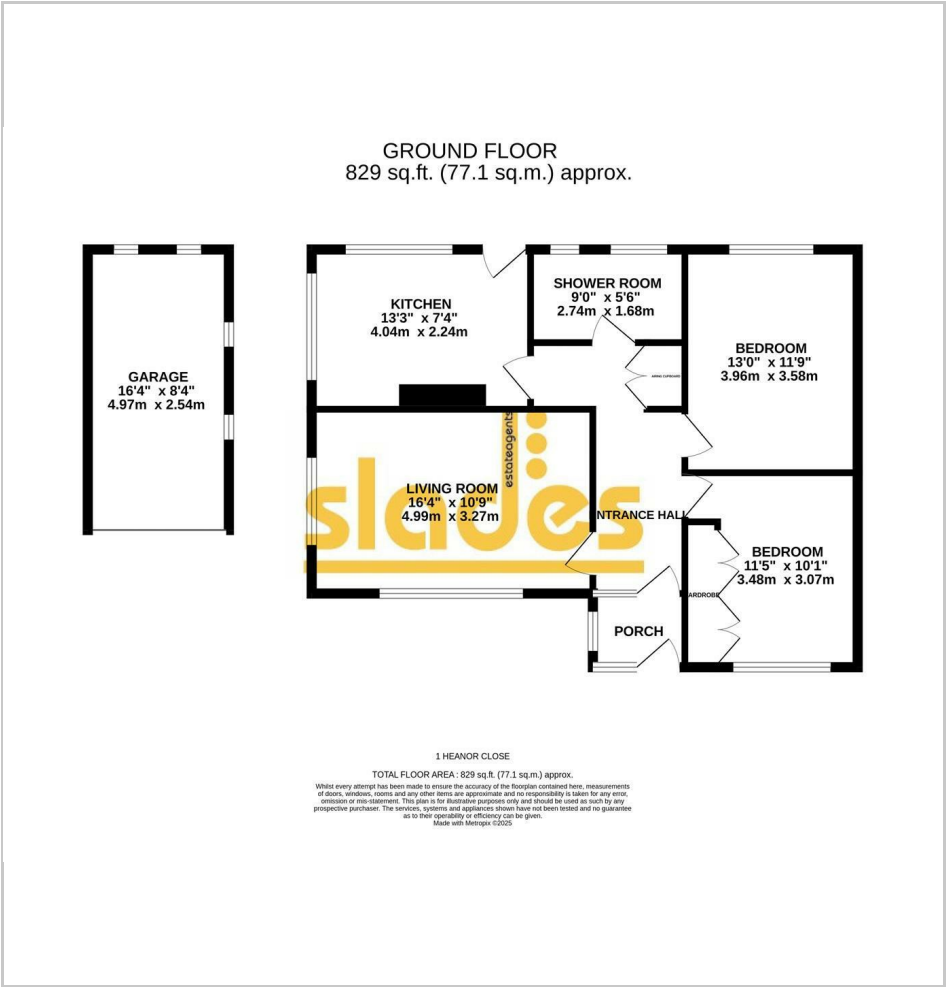 GROUND FLOOR
829 sq.ft. (77.1 sq.m.) approx.
GARAGE
16'4" x 8'4"
4.97m x 2.54m
KITCHEN
13'3" x 7'4"
4.04m x 2.24m
SHOWER ROOM
9'0" x 5'6"
2.74m x 1.68m
AIRING CUPBOARD
BEDROOM
13'0" x 11'9"
3.96m x 3.58m
estateagents
slades
LIVING ROOM
16'4" x 10'9"
4.99m x 3.27m
NTRANCE HALL
BEDROOM
11'5" x 10'1"
3.48m x 3.07m
ARDROBE
PORCH
1 HEANOR CLOSE
TOTAL FLOOR AREA : 829 sq.ft. (77.1 sq.m.) approx.
Whilst every attempt has been made to ensure the accuracy of the floorplan contained here, measurements
of doors, windows, rooms and any other items are approximate and no responsibility is taken for any error,
omission or mis-statement. This plan is for illustrative purposes only and should be used as such by any
prospective purchaser. The services, systems and appliances shown have not been tested and no guarantee
as to their operability or efficiency can be given.
Made with Metropix ©2025